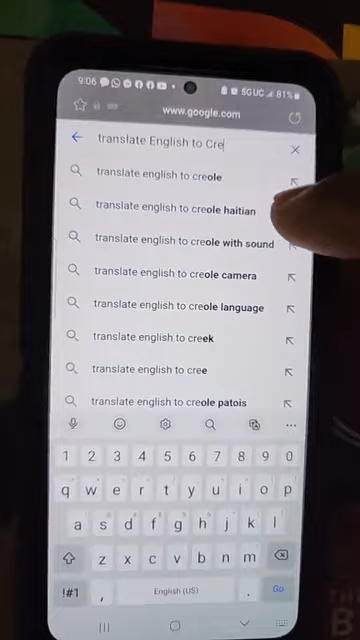 9:06 5GUC 81%
www.google.com
translate English to Cre
translate english to creole
translate english to creole haitian
translate english to creole with sound
translate english to creole camera
translate english to creole language
translate english to creek
translate english to cree
translate english to creole patois
1 2 3 4 5 6 7 8 9 0
q w e r t y u i o p
a s d f g h j k l
z x c v b n m
!#1 , English (US) . Go